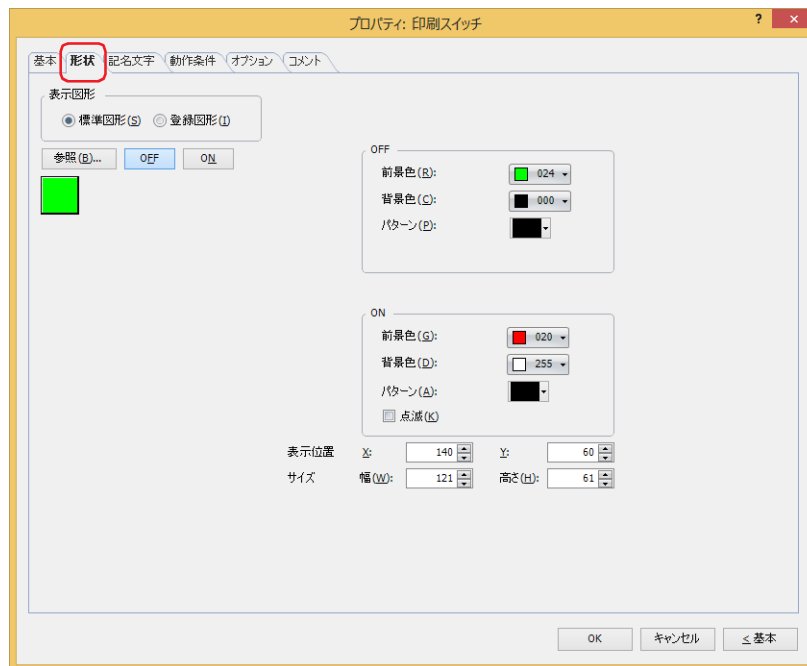 プロパティ: 印刷スイッチ
? ×
基本 形状 記名文字 動作条件 オプション コメント
表示図形
標準図形(S) 登録図形(I)
参照(B)... OFF ON
OFF
前景色(R): 024
背景色(C): 000
パターン(P):
ON
前景色(G): 020
背景色(D): 255
パターン(A):
点滅(K)
表示位置 X: 140 Y: 60
サイズ 幅(W): 121 高さ(H): 61
OK キャンセル < 基本